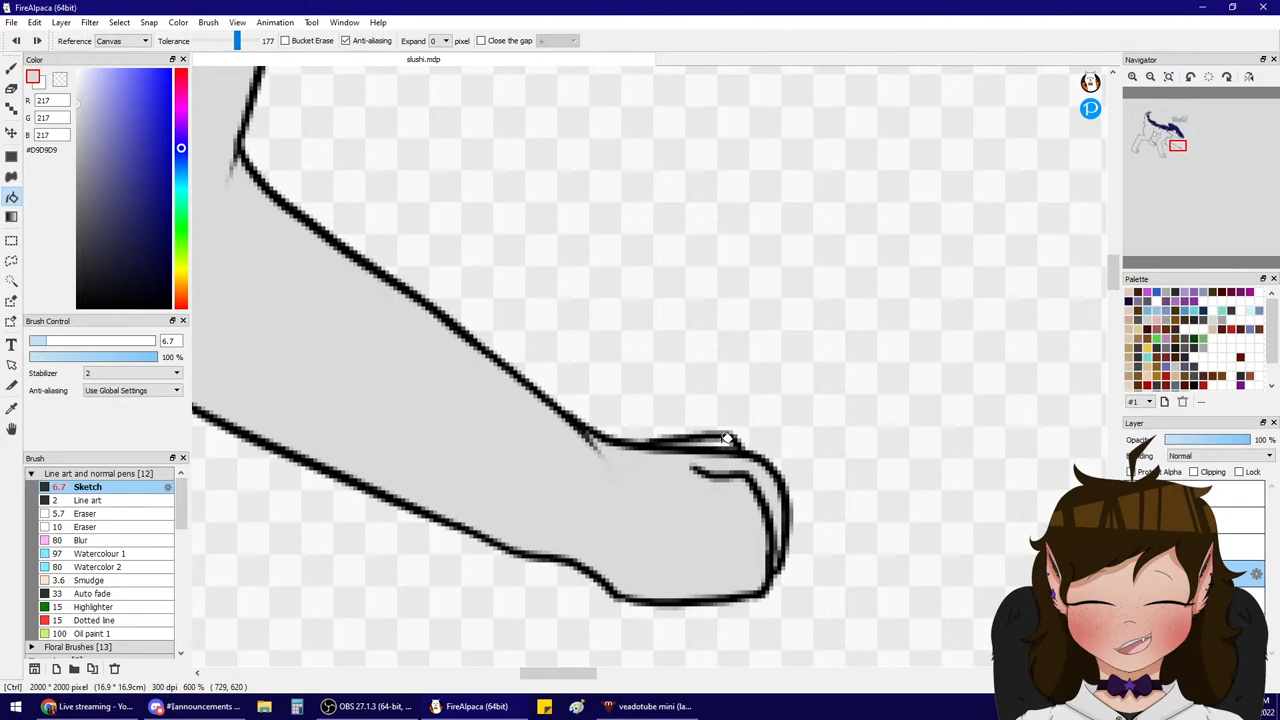 FireAlpaca (64bit)
File Edit Layer Filter Select Snap Color Brush View Animation Tool Window Help
Reference Canvas Tolerance 177 Bucket Erase Anti-aliasing Expand 0 pixel Close the gap +
slushi.mdp
Color
R 217
G 217
B 217
#D9D9D9
Brush Control
6.7
100 %
Stabilizer 2
Anti-aliasing Use Global Settings
Brush
Line art and normal pens [12]
6.7 Sketch
2 Line art
5.7 Eraser
10 Eraser
80 Blur
97 Watercolour 1
80 Watercolor 2
3.6 Smudge
33 Auto fade
33 Highlighter
15 Dotted line
100 Oil paint 1
Floral Brushes [13]
Navigator
Palette
#1 ---
Layer
Opacity 100 %
Blending Normal
Protect Alpha Clipping Lock
[Ctrl] 2000 * 2000 pixel (16.9 * 16.9cm) 300 dpi 600 % (729, 620)
Live streaming - Yo... #[announcements ... OBS 27.1.3 (64-bit, ... FireAlpaca (64bit) veadotube mini (la...
M
2022